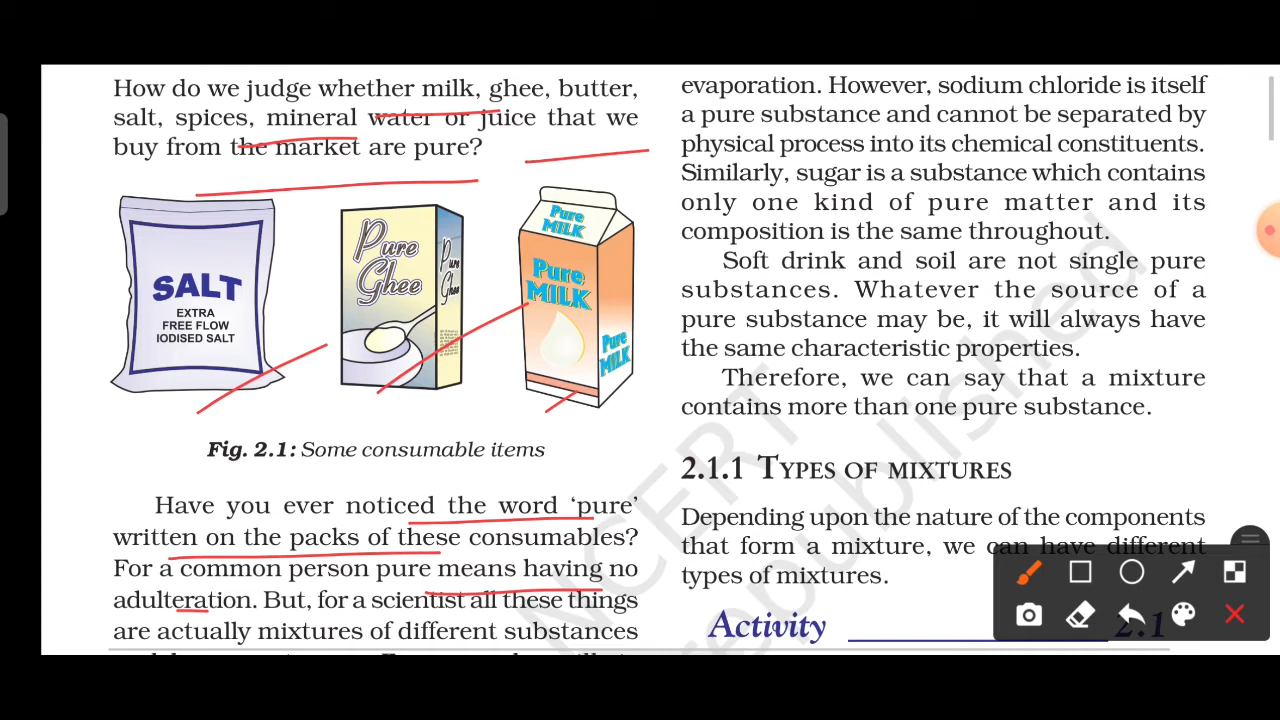 How do we judge whether milk, ghee, butter,
salt, spices, mineral water or juice that we
buy from the market are pure?
SALT
EXTRA
FREE FLOW
IODISED SALT
Pure
Ghee
Pure
Ghee
Pure
MILK
Pure
MILK
Pure
MILK
Fig. 2.1: Some consumable items
Have you ever noticed the word ‘pure’
written on the packs of these consumables?
For a common person pure means having no
adulteration. But, for a scientist all these things
are actually mixtures of different substances
evaporation. However, sodium chloride is itself
a pure substance and cannot be separated by
physical process into its chemical constituents.
Similarly, sugar is a substance which contains
only one kind of pure matter and its
composition is the same throughout.
Soft drink and soil are not single pure
substances. Whatever the source of a
pure substance may be, it will always have
the same characteristic properties.
Therefore, we can say that a mixture
contains more than one pure substance.
2.1.1 TYPES OF MIXTURES
Depending upon the nature of the components
that form a mixture, we can have different
types of mixtures.
Activity 2.1
NCERT
republished